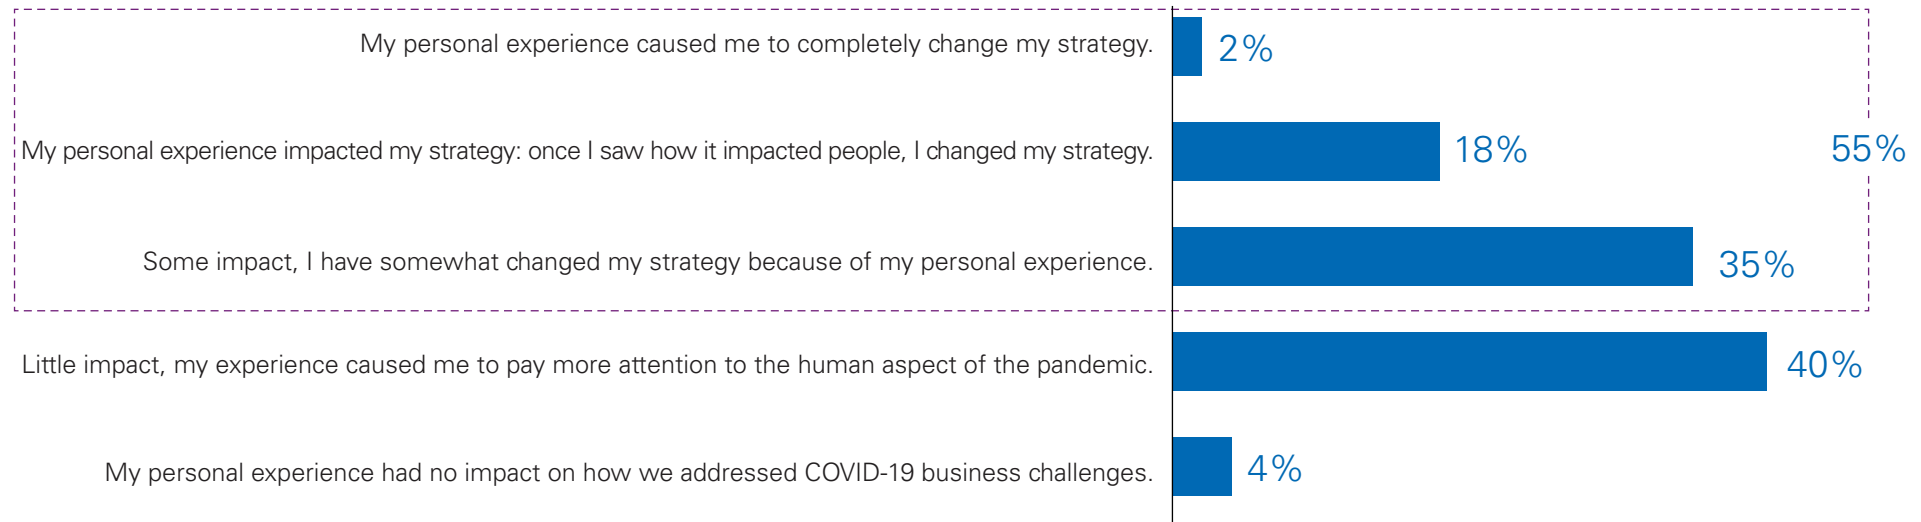 My personal experience caused me to completely change my strategy.
2%
My personal experience impacted my strategy: once I saw how it impacted people, I changed my strategy.
18%
55%
Some impact, I have somewhat changed my strategy because of my personal experience.
35%
Little impact, my experience caused me to pay more attention to the human aspect of the pandemic.
40%
My personal experience had no impact on how we addressed COVID-19 business challenges.
4%